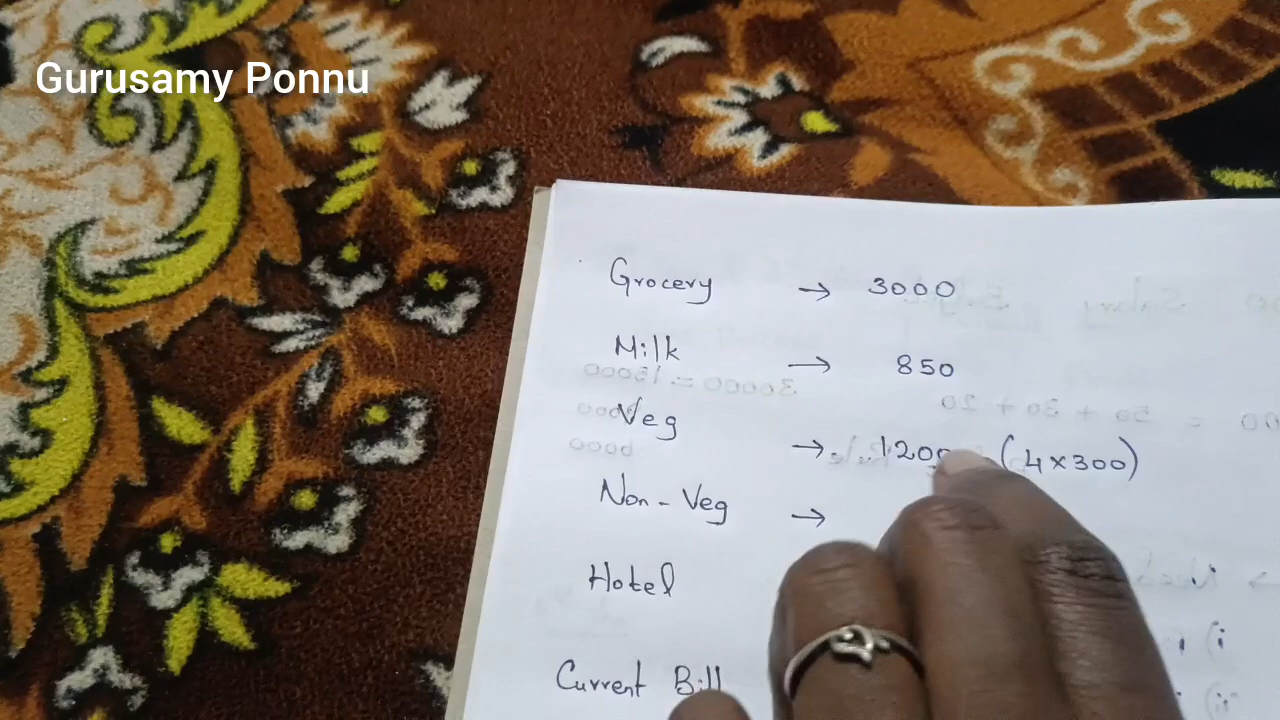 Gurusamy Ponnu
Grocery → 3000
Milk → 850
Veg → 1200 (4x300)
Non-Veg →
Hotel
Current Bill